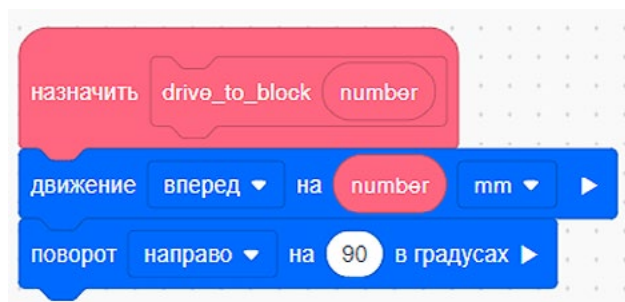 назначить drive_to_block number
движение вперед на number mm
поворот направо на 90 в градусах